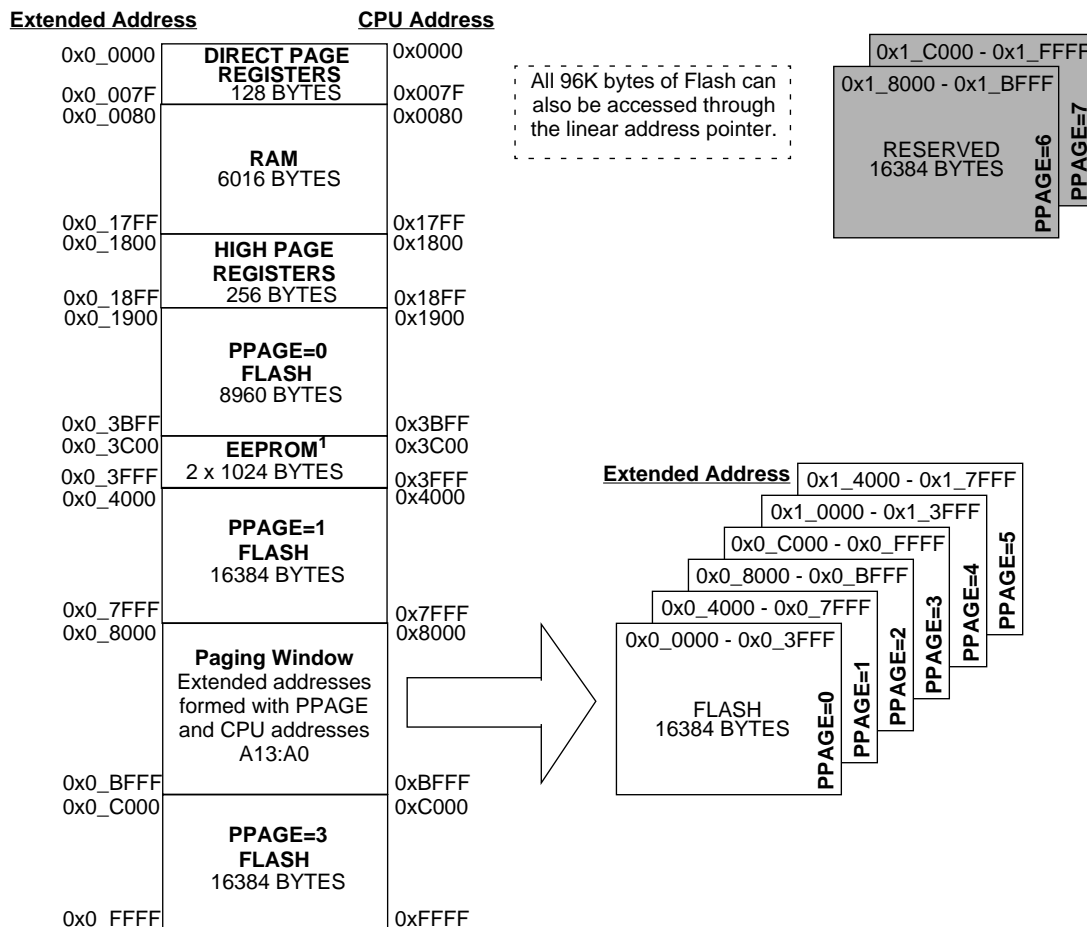 Extended Address
CPU Address
0x0_0000
DIRECT PAGE
REGISTERS
128 BYTES
0x0000
0x0_007F
0x007F
0x0_0080
0x0080
RAM
6016 BYTES
0x0_17FF
0x17FF
0x0_1800
0x1800
HIGH PAGE
REGISTERS
256 BYTES
0x0_18FF
0x18FF
0x0_1900
0x1900
PPAGE=0
FLASH
8960 BYTES
0x0_3BFF
0x3BFF
0x0_3C00
0x3C00
EEPROM1
2 x 1024 BYTES
0x0_3FFF
0x3FFF
0x0_4000
0x4000
PPAGE=1
FLASH
16384 BYTES
0x0_7FFF
0x7FFF
0x0_8000
0x8000
Paging Window
Extended addresses
formed with PPAGE
and CPU addresses
A13:A0
0x0_BFFF
0xBFFF
0x0_C000
0xC000
PPAGE=3
FLASH
16384 BYTES
0x0_FFFF
0xFFFF
All 96K bytes of Flash can
also be accessed through
the linear address pointer.
0x1_C000 - 0x1_FFFF
PPAGE=7
0x1_8000 - 0x1_BFFF
RESERVED
16384 BYTES
PPAGE=6
Extended Address
0x1_4000 - 0x1_7FFF
PPAGE=5
0x1_0000 - 0x1_3FFF
PPAGE=4
0x0_C000 - 0x0_FFFF
PPAGE=3
0x0_8000 - 0x0_BFFF
PPAGE=2
0x0_4000 - 0x0_7FFF
PPAGE=1
0x0_0000 - 0x0_3FFF
FLASH
16384 BYTES
PPAGE=0